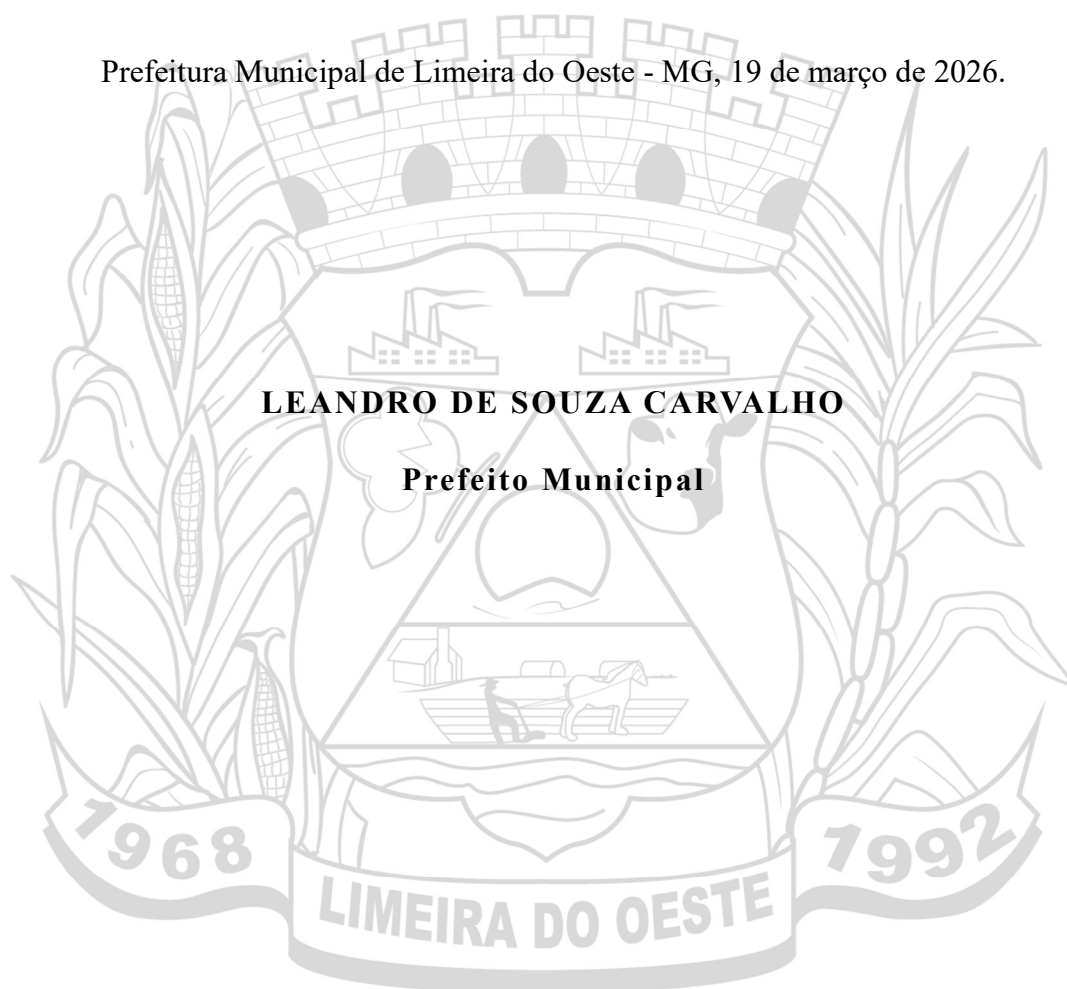 Prefeitura Municipal de Limeira do Oeste - MG, 19 de março de 2026.
LEANDRO DE SOUZA CARVALHO
Prefeito Municipal
1968
1992
LIMEIRA DO OESTE